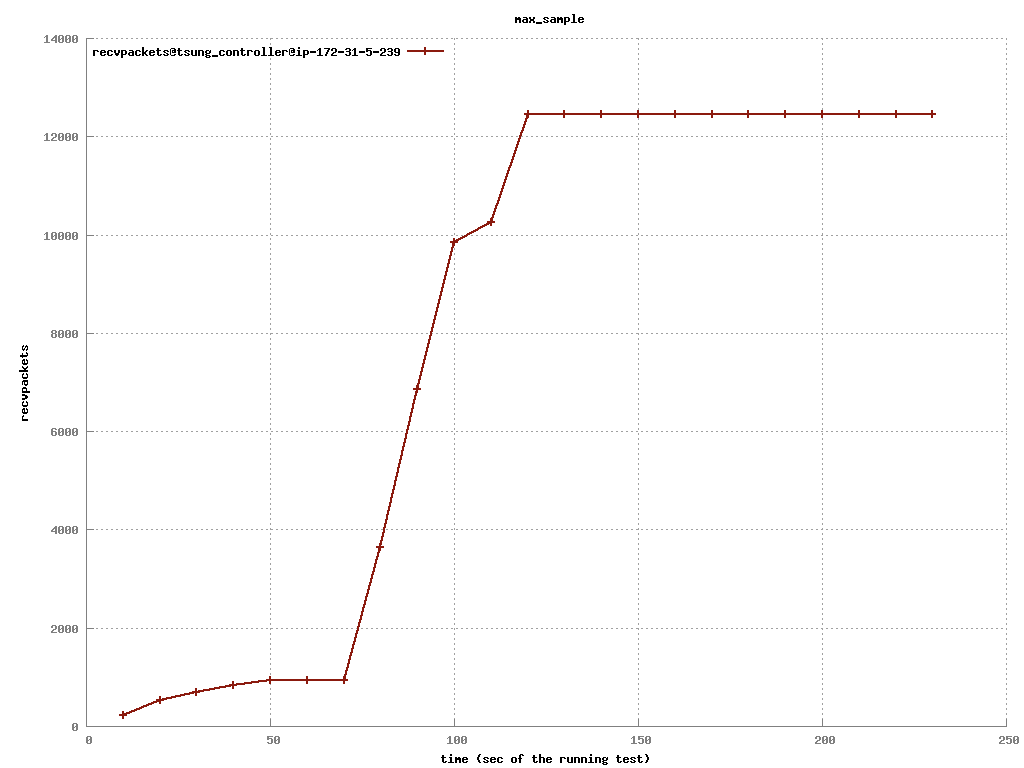 max_sample
14000
recvpackets@tsung_controller@ip-172-31-5-239
12000
10000
8000
recvpackets
6000
4000
2000
0
0 50 100 150 200 250
time (sec of the running test)